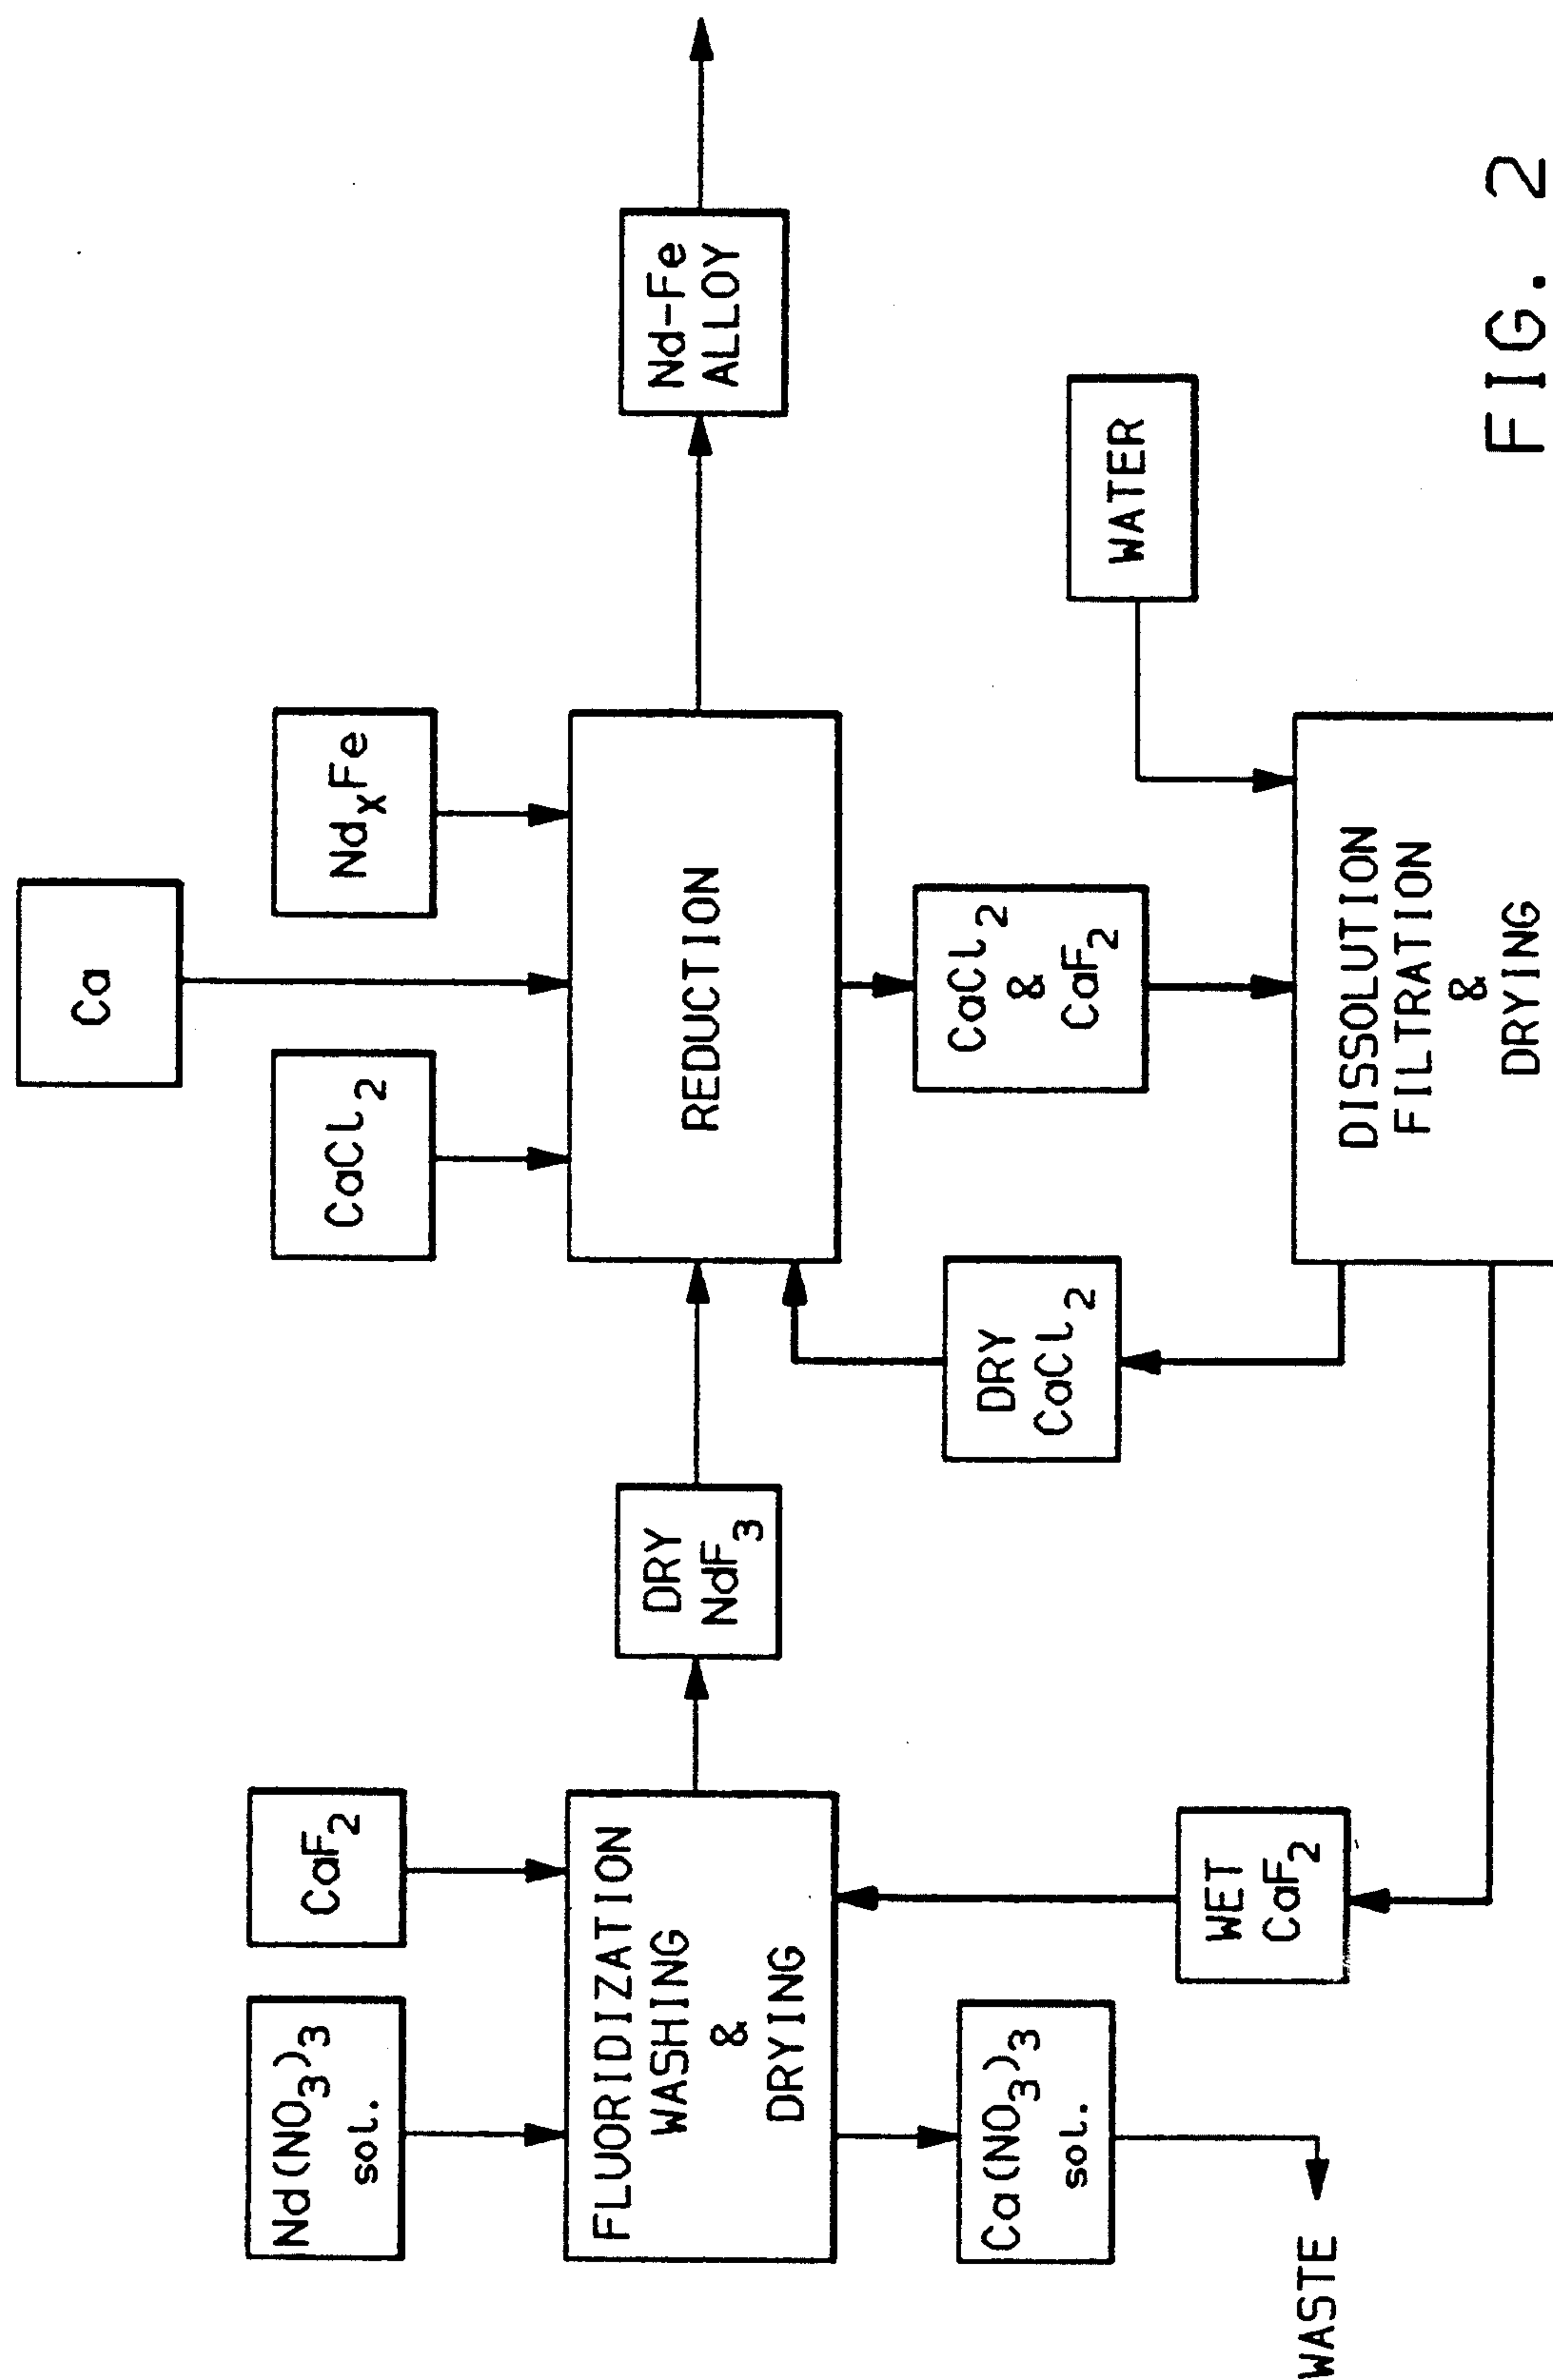 Ca
CaCl2
NdxFe
Nd(NO3)3
sol.
CaF2
FLUORIDIZATION
WASHING
&
DRYING
DRY
NdF3
REDUCTION
Nd-Fe
ALLOY
Ca(NO3)3
sol.
WASTE
WET
CaF2
DRY
CaCl2
CaCl2
&
CaF2
WATER
DISSOLUTION
FILTRATION
&
DRYING
FIG. 2